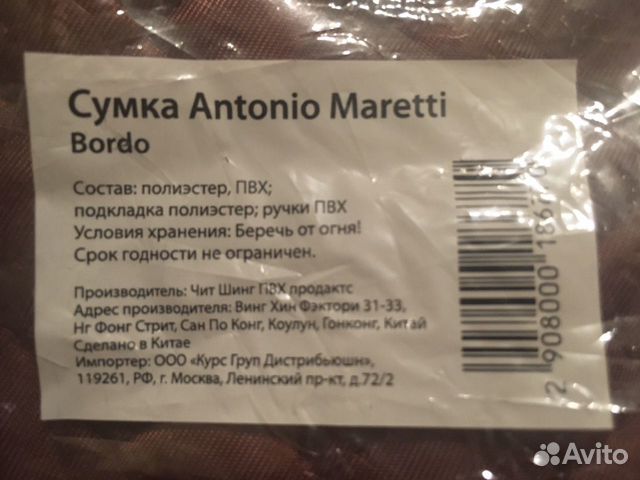 Сумка Antonio Maretti
Bordo
Состав: полиэстер, ПВХ;
подкладка полиэстер; ручки ПВХ
Условия хранения: Беречь от огня!
Срок годности не ограничен.
Производитель: Чит Шинг ПВХ продактс
Адрес производителя: Винг Хин Фэктори 31-33,
Нг Фонг Стрит, Сан По Конг, Коулун, Гонконг, Китай
Сделано в Китае
Импортер: ООО «Курс Груп Дистрибьюшн»,
119261, РФ, г. Москва, Ленинский пр-кт, д.72/2
2 908000
Avito